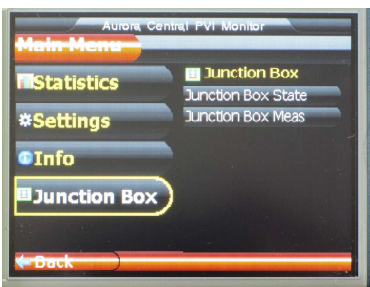 Aurora Central PVI Monitor
Main Menu
Statistics
Settings
Info
Junction Box
Junction Box
Junction Box State
Junction Box Meas
Back